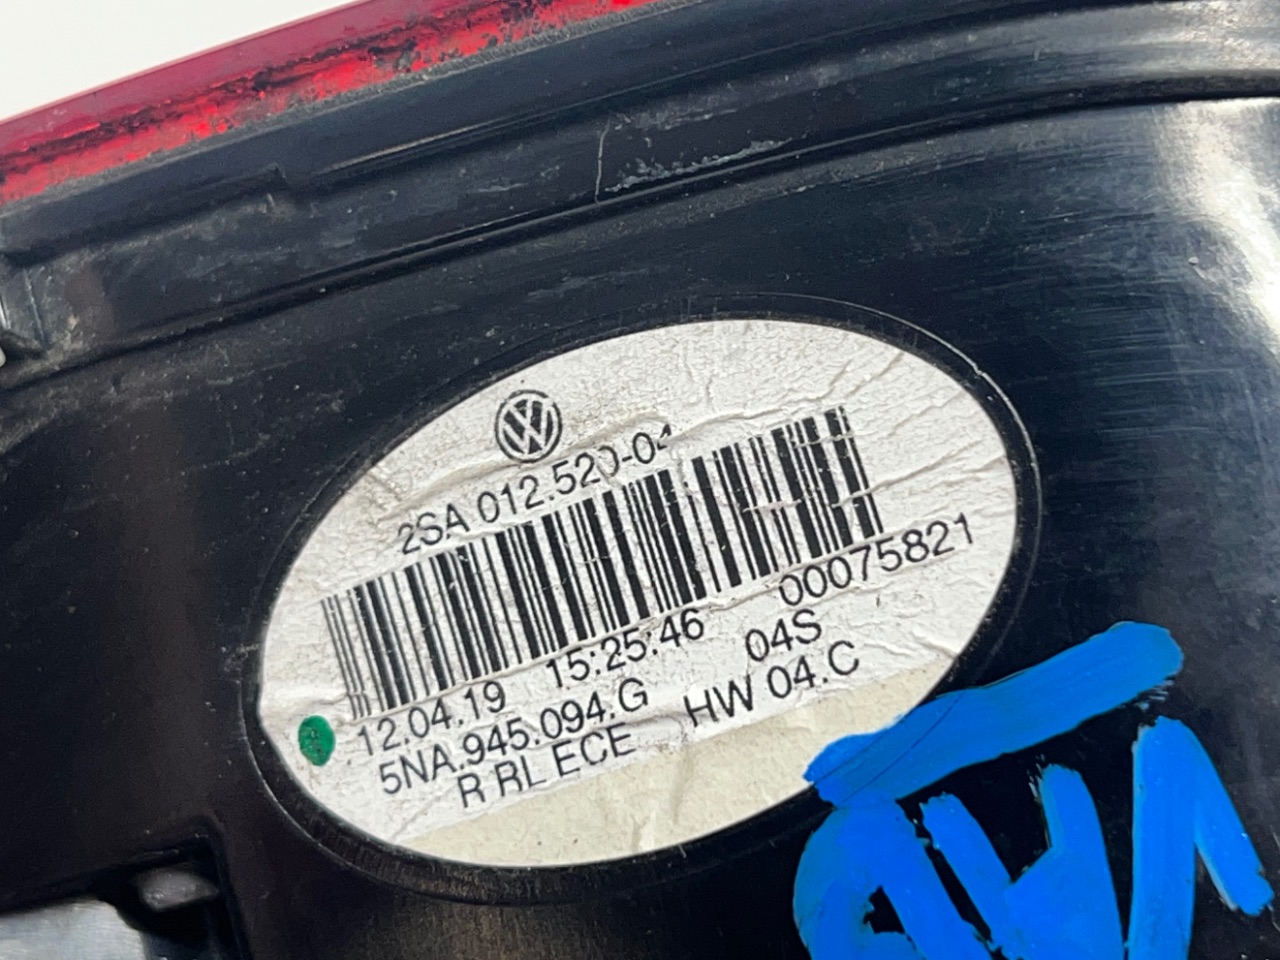 2SA 012.520-04
00075821
12.04.19 15:25:46 04S
5NA.945.094.G HW 04.C
R RL ECE